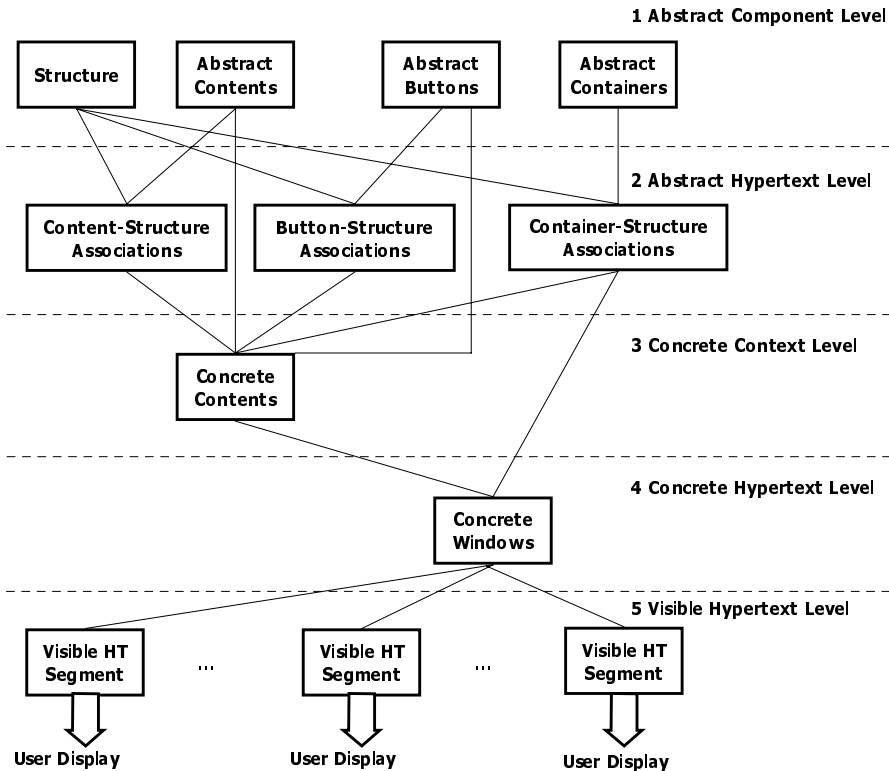 1 Abstract Component Level
Structure
Abstract
Contents
Abstract
Buttons
Abstract
Containers
2 Abstract Hypertext Level
Content-Structure
Associations
Button-Structure
Associations
Container-Structure
Associations
3 Concrete Context Level
Concrete
Contents
4 Concrete Hypertext Level
Concrete
Windows
5 Visible Hypertext Level
Visible HT
Segment
...
Visible HT
Segment
...
Visible HT
Segment
User Display
User Display
User Display